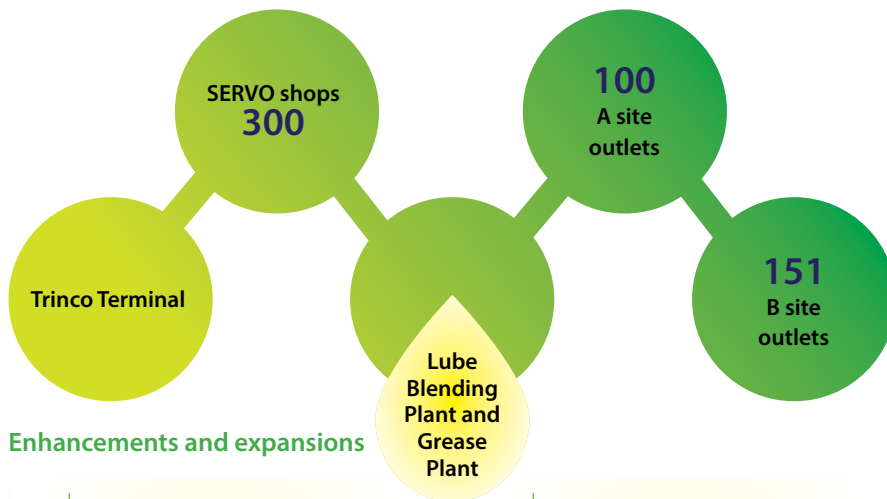 SERVO shops
300
100
A site
outlets
Trinco Terminal
151
B site
outlets
Lube
Blending
Plant and
Grease
Plant
Enhancements and expansions